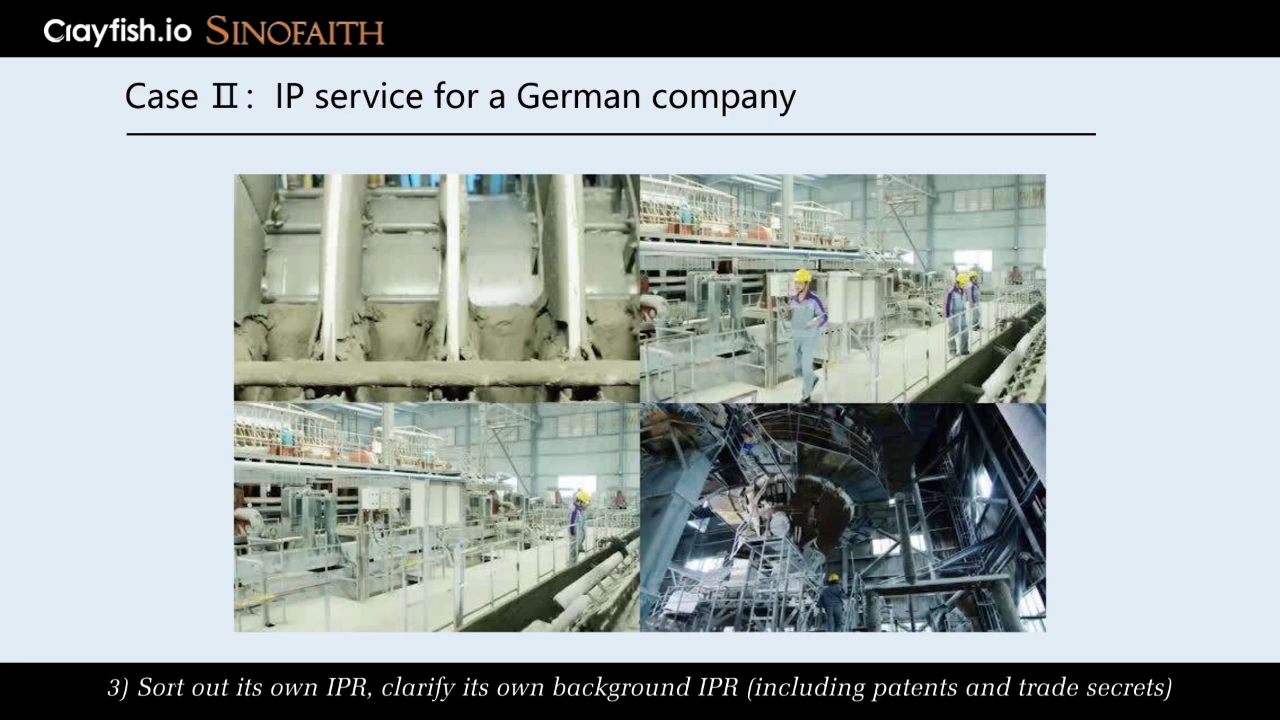 Crayfish.io SINOFAITH
Case Ⅱ： IP service for a German company
3) Sort out its own IPR, clarify its own background IPR (including patents and trade secrets)